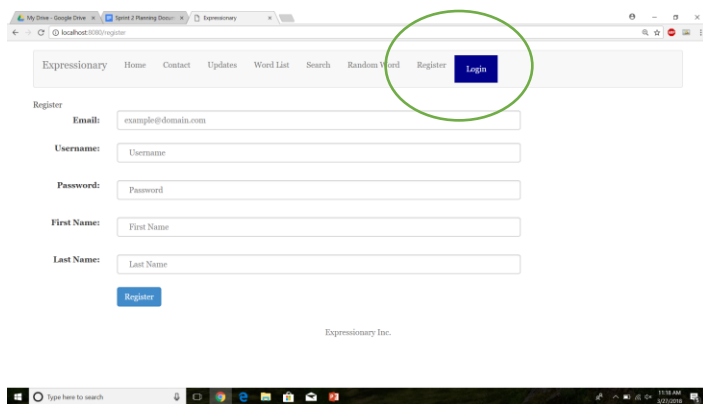 My Drive - Google Drive
Sprint 2 Planning Docum
Expressionary
localhost:8080/register
Expressionary Home Contact Updates Word List Search Random Word Register Login
Register
Email: example@domain.com
Username: Username
Password: Password
First Name: First Name
Last Name: Last Name
Register
Expressionary Inc.
Type here to search
11:18 AM
3/27/2018